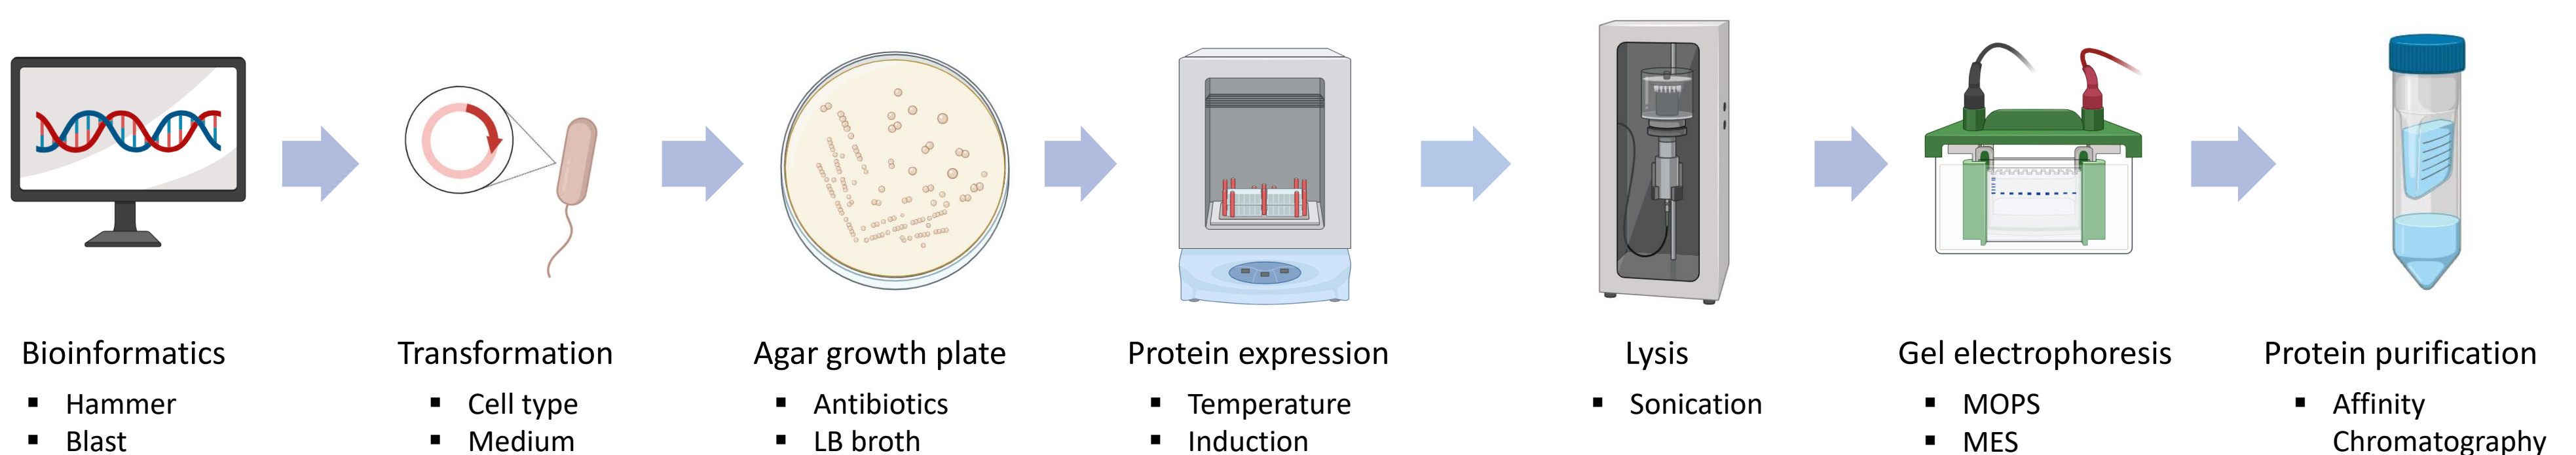 Bioinformatics
▪ Hammer
▪ Blast
Transformation
▪ Cell type
▪ Medium
Agar growth plate
▪ Antibiotics
▪ LB broth
Protein expression
▪ Temperature
▪ Induction
Lysis
▪ Sonication
Gel electrophoresis
▪ MOPS
▪ MES
Protein purification
▪ Affinity
Chromatography